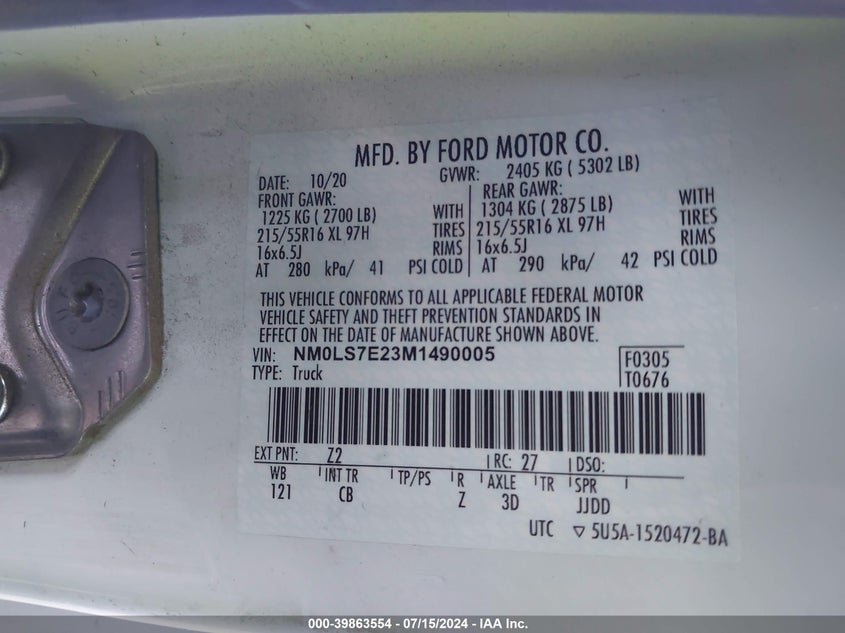 MFD. BY FORD MOTOR CO.
DATE: 10/20 GVWR: 2405 KG ( 5302 LB)
FRONT GAWR: REAR GAWR:
1225 KG ( 2700 LB) WITH 1304 KG ( 2875 LB) WITH
215/55R16 XL 97H TIRES 215/55R16 XL 97H TIRES
16x6.5J RIMS 16x6.5J RIMS
AT 280 kPa/ 41 PSI COLD AT 290 kPa/ 42 PSI COLD
THIS VEHICLE CONFORMS TO ALL APPLICABLE FEDERAL MOTOR
VEHICLE SAFETY AND THEFT PREVENTION STANDARDS IN
EFFECT ON THE DATE OF MANUFACTURE SHOWN ABOVE.
VIN: NM0LS7E23M1490005 F0305
TYPE: Truck T0676
EXT PNT: Z2 RC: 27 DSO:
WB INT TR TP/PS R AXLE TR SPR
121 CB Z 3D JJDD
UTC ▽ 5U5A-1520472-BA
000-39863554 - 07/15/2024 - IAA Inc.